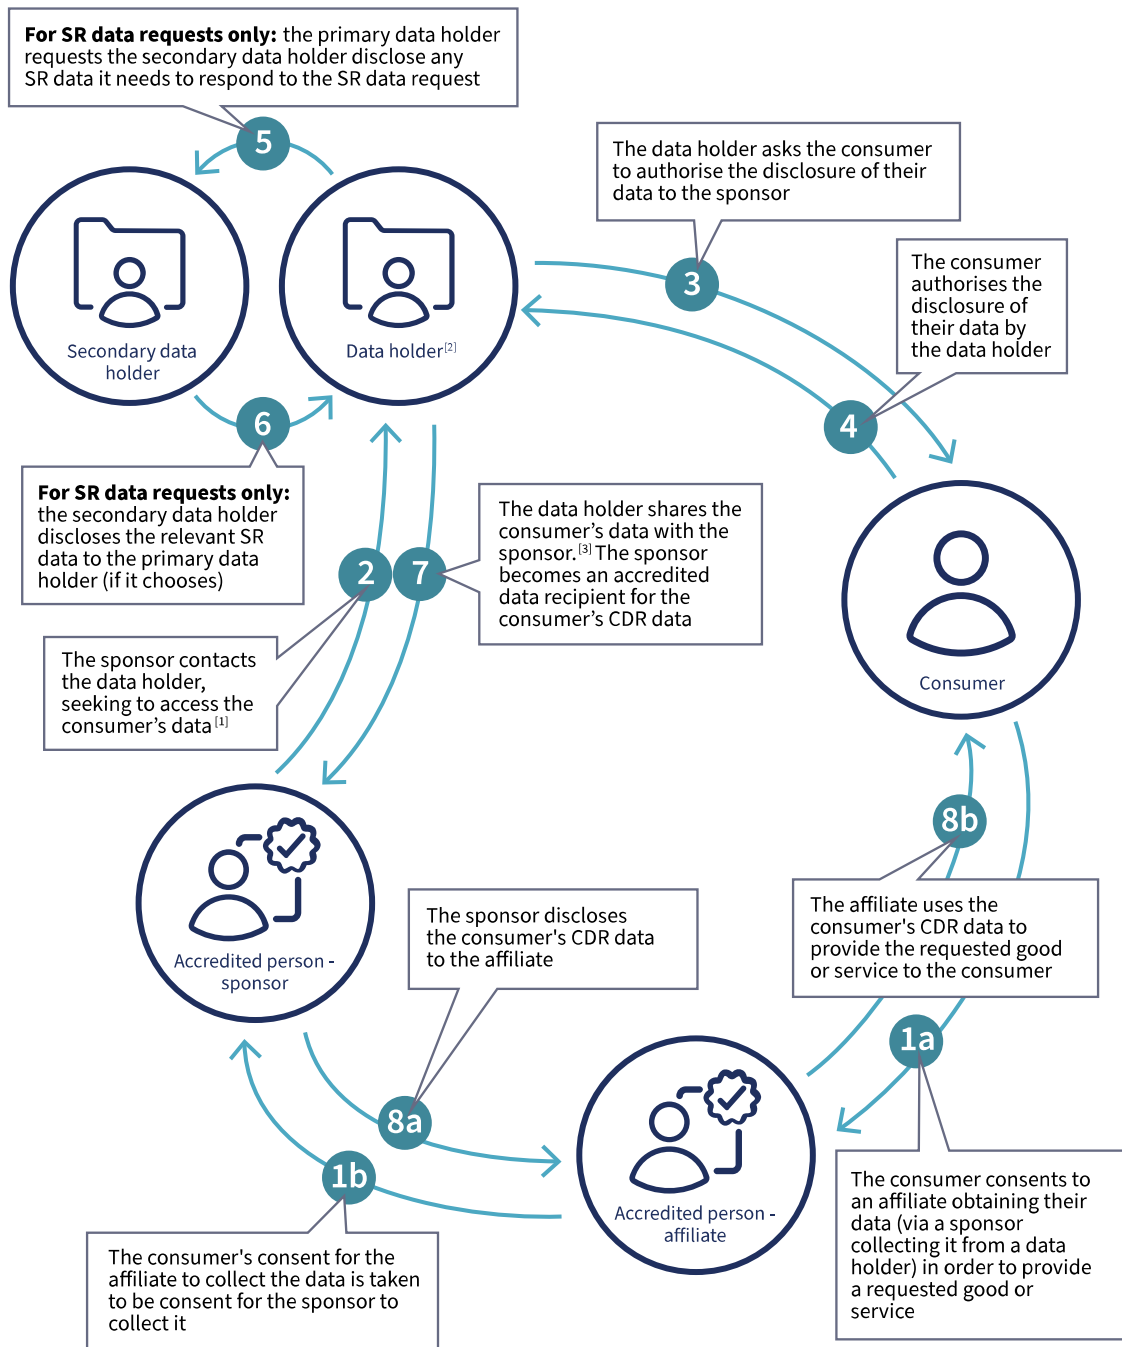 For SR data requests only: the primary data holder
requests the secondary data holder disclose any
SR data it needs to respond to the SR data request
5
The data holder asks the consumer
to authorise the disclosure of their
data to the sponsor
3
The consumer
authorises the
disclosure of
their data by
the data holder
4
Secondary data
holder
Data holder[2]
6
For SR data requests only:
the secondary data holder
discloses the relevant SR
data to the primary data
holder (if it chooses)
2
7
The data holder shares the
consumer’s data with the
sponsor.[3] The sponsor
becomes an accredited
data recipient for the
consumer’s CDR data
The sponsor contacts
the data holder,
seeking to access the
consumer’s data[1]
Consumer
8b
The affiliate uses the
consumer's CDR data to
provide the requested good
or service to the consumer
Accredited person -
sponsor
The sponsor discloses
the consumer's CDR data
to the affiliate
8a
1a
1b
Accredited person -
affiliate
The consumer consents to
an affiliate obtaining their
data (via a sponsor
collecting it from a data
holder) in order to provide
a requested good or
service
The consumer's consent for the
affiliate to collect the data is taken
to be consent for the sponsor to
collect it